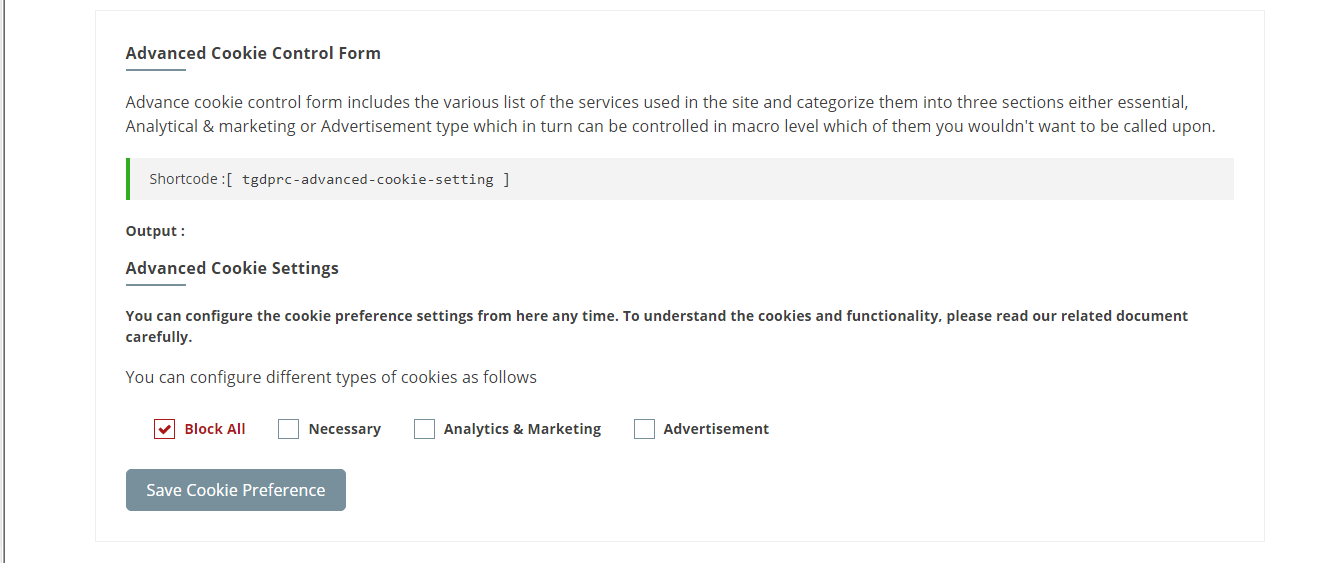 Advanced Cookie Control Form
Advance cookie control form includes the various list of the services used in the site and categorize them into three sections either essential,
Analytical & marketing or Advertisement type which in turn can be controlled in macro level which of them you wouldn't want to be called upon.
Shortcode :[ tgdprc-advanced-cookie-setting ]
Output :
Advanced Cookie Settings
You can configure the cookie preference settings from here any time. To understand the cookies and functionality, please read our related document
carefully.
You can configure different types of cookies as follows
Block All Necessary Analytics & Marketing Advertisement
Save Cookie Preference